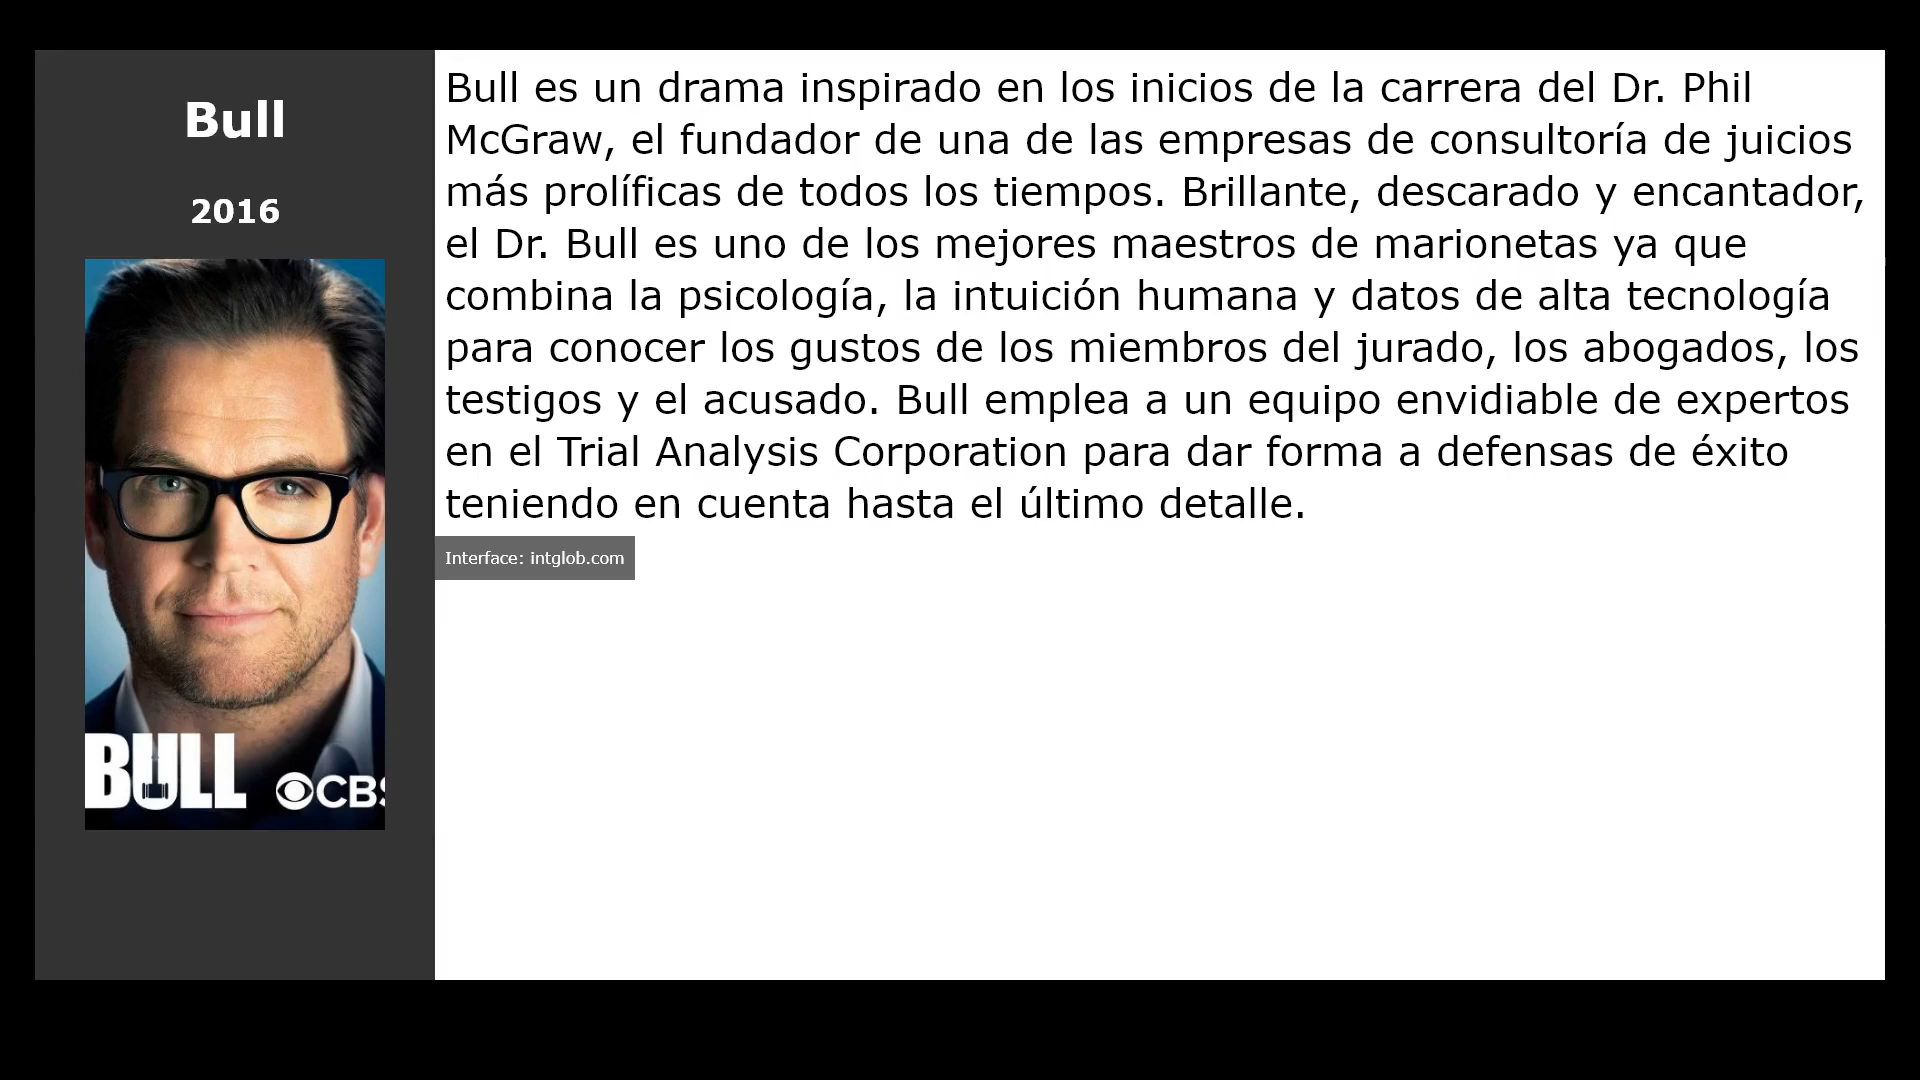 Bull
2016
BULL
CBS
Bull es un drama inspirado en los inicios de la carrera del Dr. Phil
McGraw, el fundador de una de las empresas de consultoría de juicios
más prolíficas de todos los tiempos. Brillante, descarado y encantador,
el Dr. Bull es uno de los mejores maestros de marionetas ya que
combina la psicología, la intuición humana y datos de alta tecnología
para conocer los gustos de los miembros del jurado, los abogados, los
testigos y el acusado. Bull emplea a un equipo envidiable de expertos
en el Trial Analysis Corporation para dar forma a defensas de éxito
teniendo en cuenta hasta el último detalle.
Interface: intglob.com